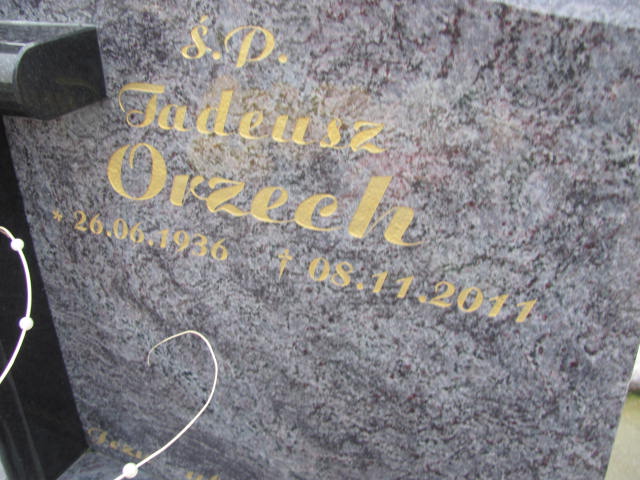 ś.p.
Tadeusz
Orzech
* 26.06.1936 † 08.11.2011